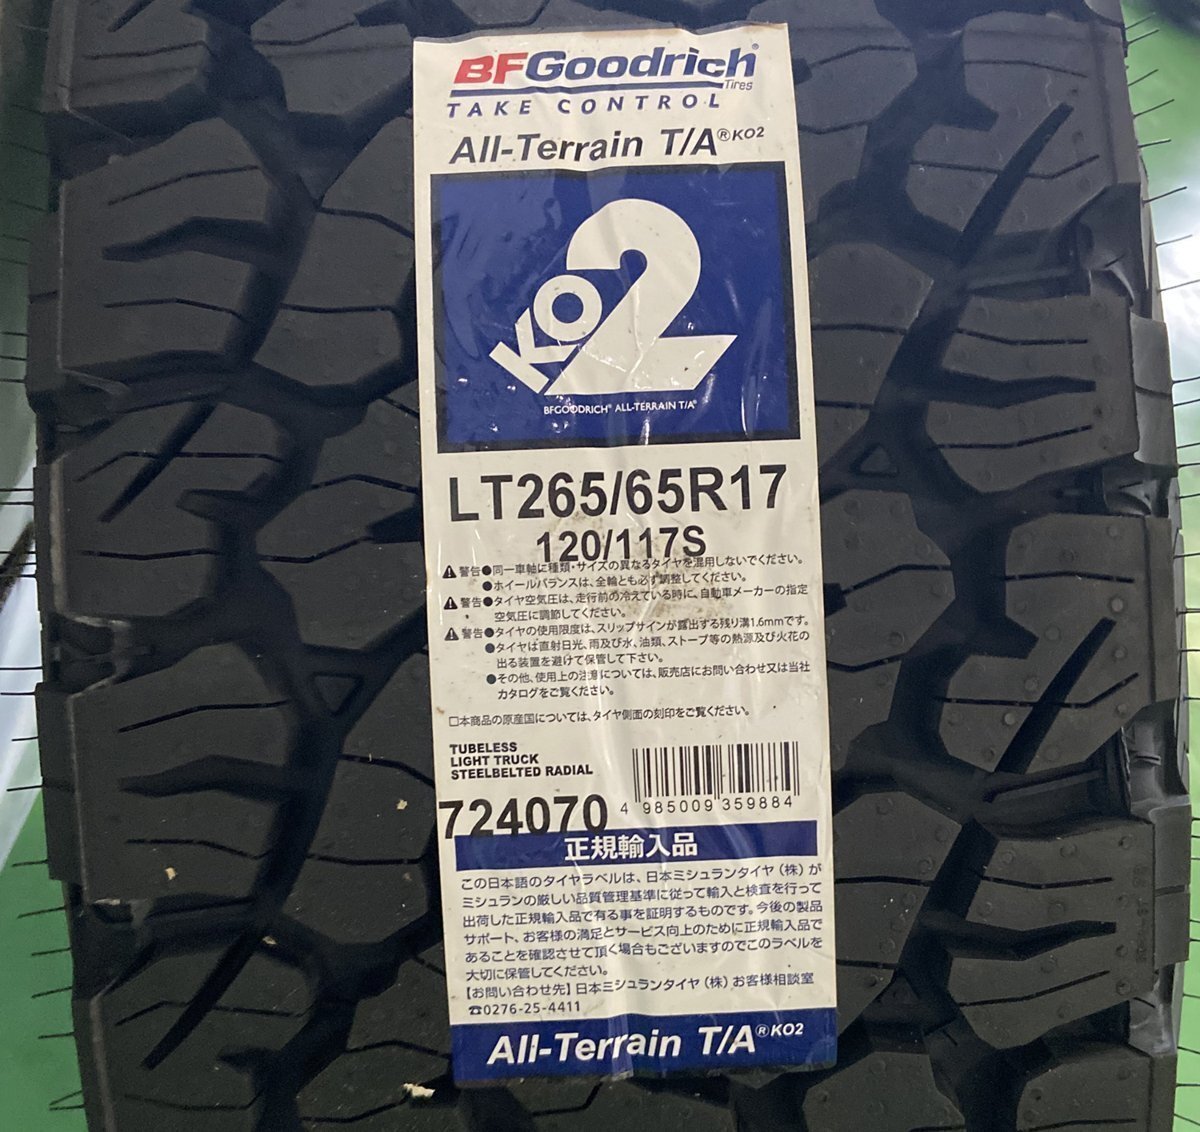 BFGoodrich®
Tires
TAKE CONTROL
All-Terrain T/A®KO2
KO2
BFGOODRICH® ALL-TERRAIN T/A®
LT265/65R17
120/117S
警告●同一車軸に種類・サイズの異なるタイヤを混用しないでください。
●ホイールバランスは、全輪とも必ず調整してください。
警告●タイヤ空気圧は、走行前の冷えている時に、自動車メーカーの指定
空気圧に調節してください。
警告●タイヤの使用限度は、スリップサインが露出する残り溝1.6mmです。
●タイヤは直射日光、雨及び水、油類、ストーブ等の熱源及び火花の
出る装置を避けて保管して下さい。
●その他、使用上の注意については、販売店にお問い合わせ又は当社
カタログをご覧ください。
□本商品の原産国については、タイヤ側面の刻印をご覧ください。
TUBELESS
LIGHT TRUCK
STEELBELTED RADIAL
724070
4 985009 359884
正規輸入品
この日本語のタイヤラベルは、日本ミシュランタイヤ(株)が
ミシュランの厳しい品質管理基準に従って輸入と検査を行って
出荷した正規輸入品で有る事を証明するものです。今後の製品
サポート、お客様の満足とサービス向上のために正規輸入品で
あることを確認させて頂く場合もございますのでこのラベルを
大切に保管してください。
【お問い合わせ先】日本ミシュランタイヤ(株)お客様相談室
☎0276-25-4411
All-Terrain T/A®KO2